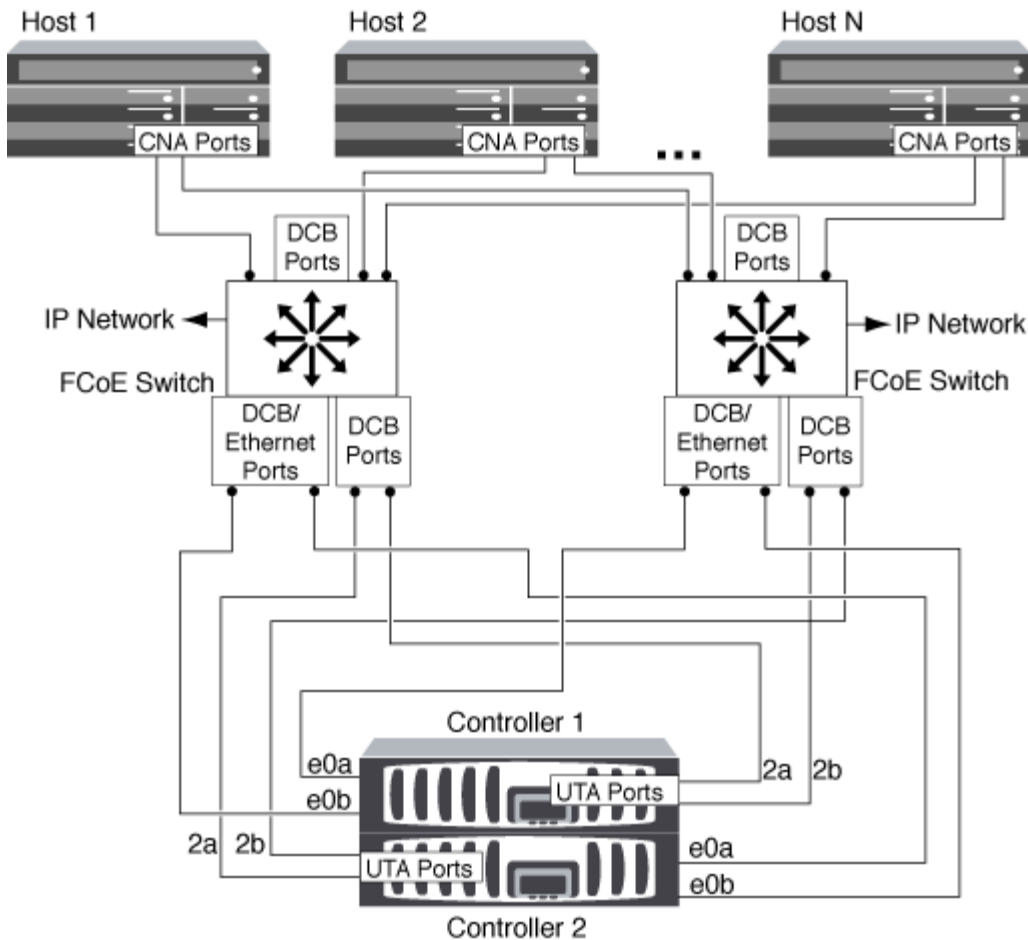 Host 1
Host 2
Host N
CNA Ports
CNA Ports
CNA Ports
DCB
Ports
DCB
Ports
IP Network
IP Network
FCoE Switch
FCoE Switch
DCB/
Ethernet
Ports
DCB
Ports
DCB/
Ethernet
Ports
DCB
Ports
Controller 1
e0a
2a
2b
UTA Ports
e0b
2a
2b
UTA Ports
e0a
e0b
Controller 2